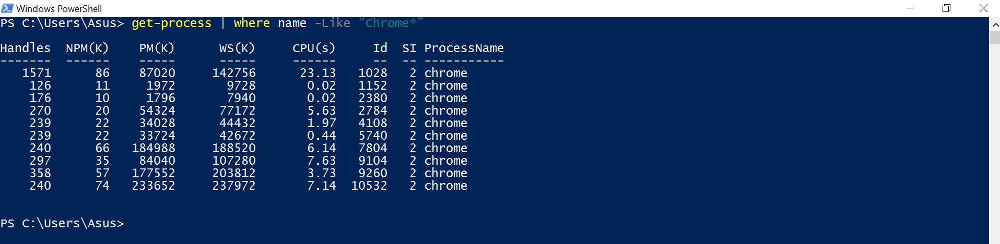 Windows PowerShell
PS C:\Users\Asus> get-process | where name -Like “Chrome*”
Handles  NPM(K)    PM(K)      WS(K)     CPU(s)     Id  SI ProcessName
-------  ------    -----      -----     ------     --  -- -----------
   1571      86    87020     142756      23.13   1028   2 chrome
    126      11     1972       9728       0.02   1152   2 chrome
    176      10     1796       7940       0.02   2380   2 chrome
    270      20    54324      77172       5.63   2784   2 chrome
    239      22    34028      44432       1.97   4108   2 chrome
    239      22    33724      42672       0.44   5740   2 chrome
    240      66   184988     188520       6.14   7804   2 chrome
    297      35    84040     107280       7.63   9104   2 chrome
    358      57   177552     203812       3.73   9260   2 chrome
    240      74   233652     237972       7.14  10532   2 chrome
PS C:\Users\Asus>